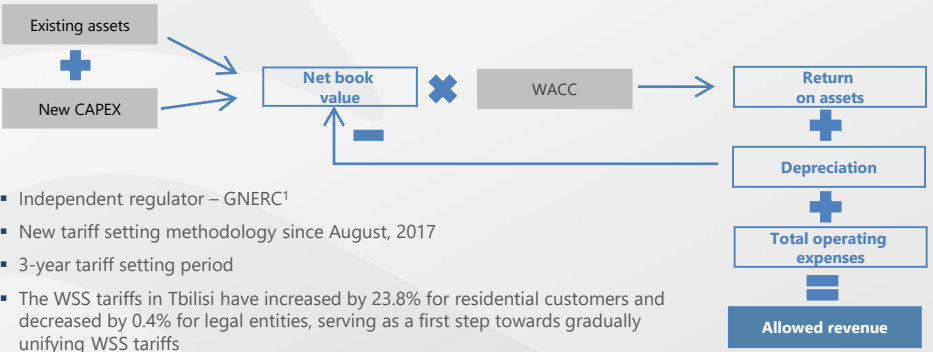 Existing assets
New CAPEX
Net book
value
WACC
Return
on assets
Depreciation
Total operating
expenses
Allowed revenue
▪ Independent regulator – GNERC¹
▪ New tariff setting methodology since August, 2017
▪ 3-year tariff setting period
▪ The WSS tariffs in Tbilisi have increased by 23.8% for residential customers and
decreased by 0.4% for legal entities, serving as a first step towards gradually
unifying WSS tariffs